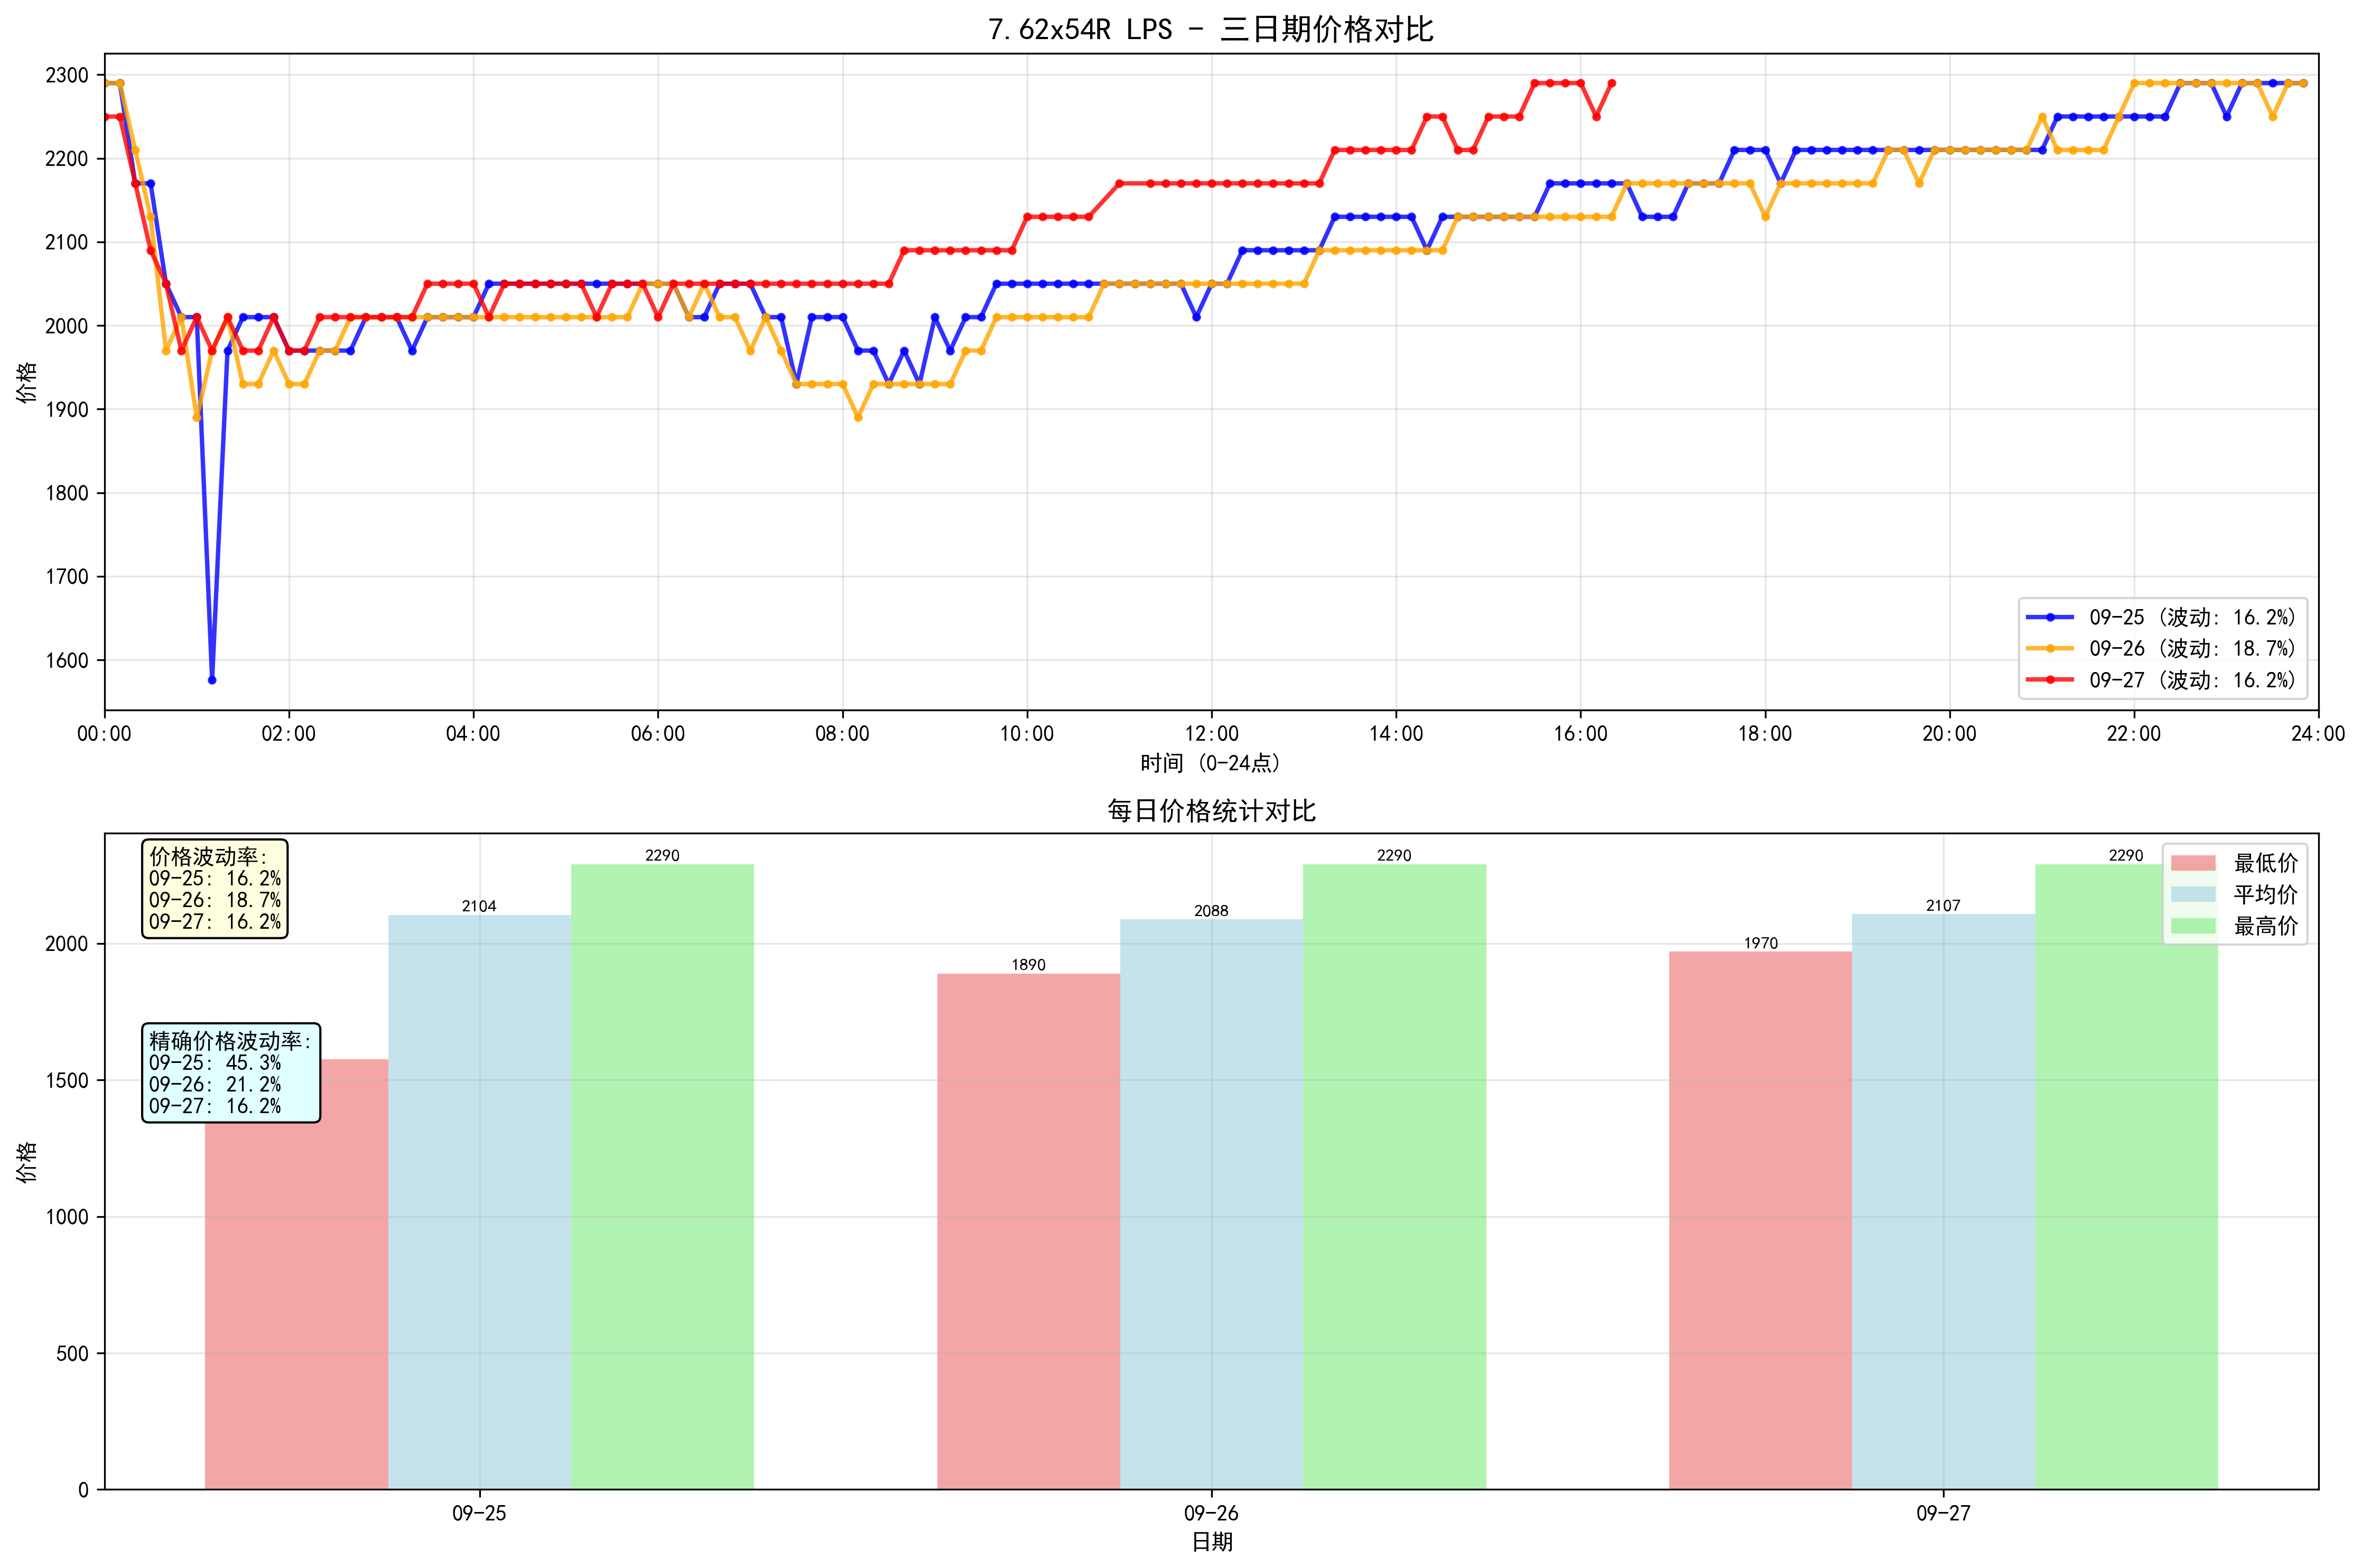 7.62x54R LPS - 三日期价格对比
2300
2200
2100
2000
1900
1800
1700
1600
价格
00:00 02:00 04:00 06:00 08:00 10:00 12:00 14:00 16:00 18:00 20:00 22:00 24:00
时间 (0-24点)
09-25 (波动: 16.2%)
09-26 (波动: 18.7%)
09-27 (波动: 16.2%)
每日价格统计对比
价格波动率:
09-25: 16.2%
09-26: 18.7%
09-27: 16.2%
精确价格波动率:
09-25: 45.3%
09-26: 21.2%
09-27: 16.2%
2104
2290
1890
2088
2290
1970
2107
2290
最低价
平均价
最高价
2000
1500
1000
500
0
价格
09-25 09-26 09-27
日期